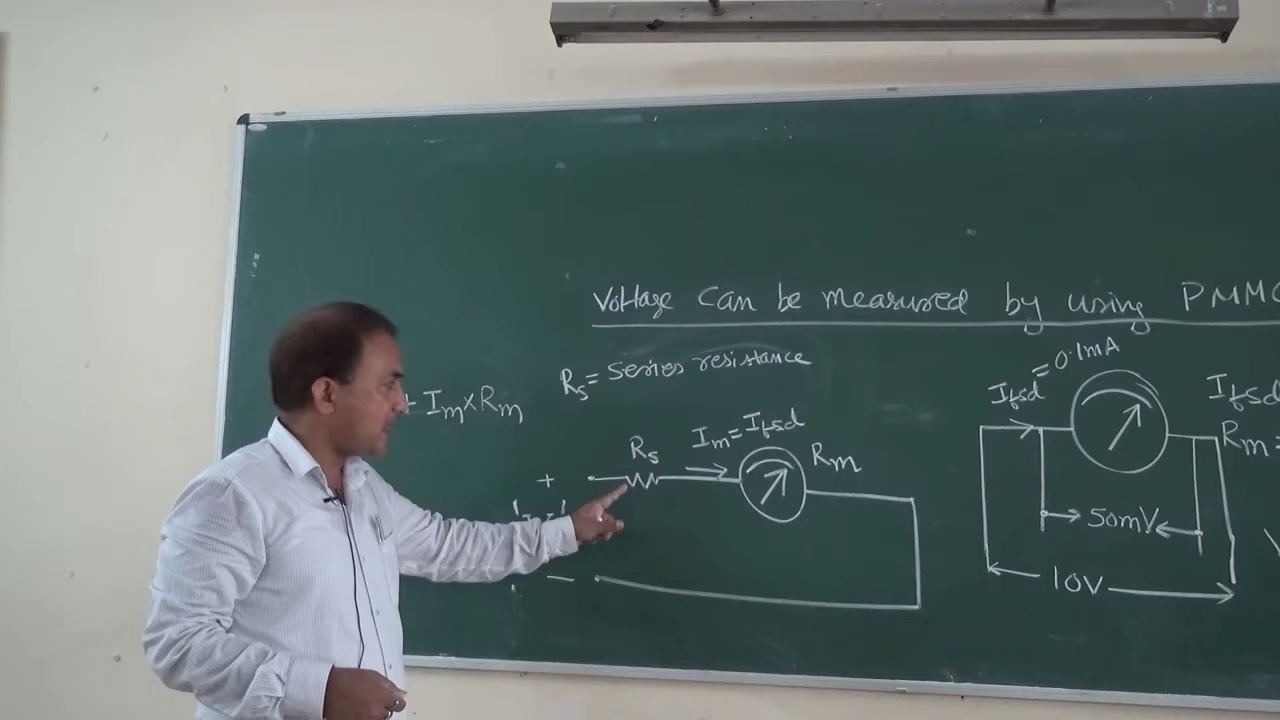 Voltage Can be measured by using PMMC
Rs = Series resistance
+ Im×Rm
Rs
Im = Ifsd
Rm
+
'V'
−
Ifsd = 0.1mA
50mV
10V
Ifsd
Rm =